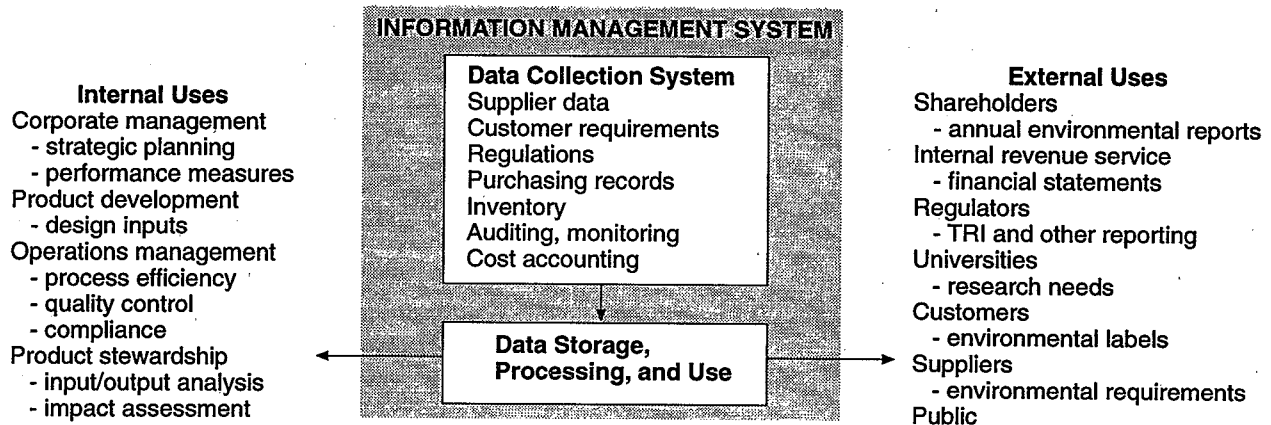 INFORMATION MANAGEMENT SYSTEM
Data Collection System
Supplier data
Customer requirements
Regulations
Purchasing records
Inventory
Auditing, monitoring
Cost accounting
Data Storage,
Processing, and Use
Internal Uses
Corporate management
- strategic planning
- performance measures
Product development
- design inputs
Operations management
- process efficiency
- quality control
- compliance
Product stewardship
- input/output analysis
- impact assessment
External Uses
Shareholders
- annual environmental reports
Internal revenue service
- financial statements
Regulators
- TRI and other reporting
Universities
- research needs
Customers
- environmental labels
Suppliers
- environmental requirements
Public